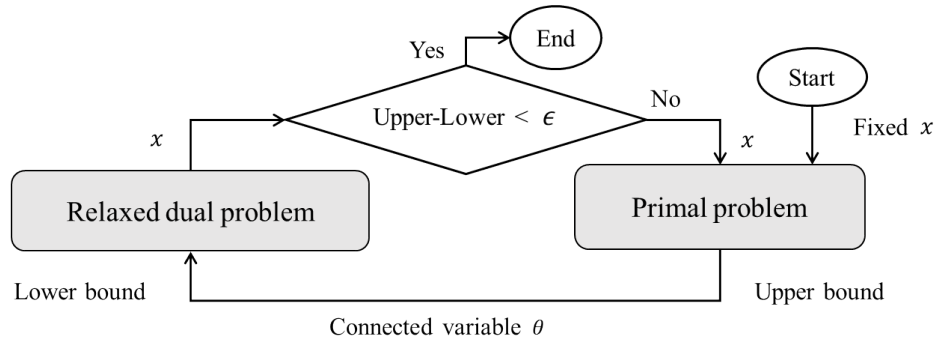 Yes
End
Start
Upper-Lower < ϵ
No
Fixed x
x
x
Relaxed dual problem
Primal problem
Lower bound
Upper bound
Connected variable θ